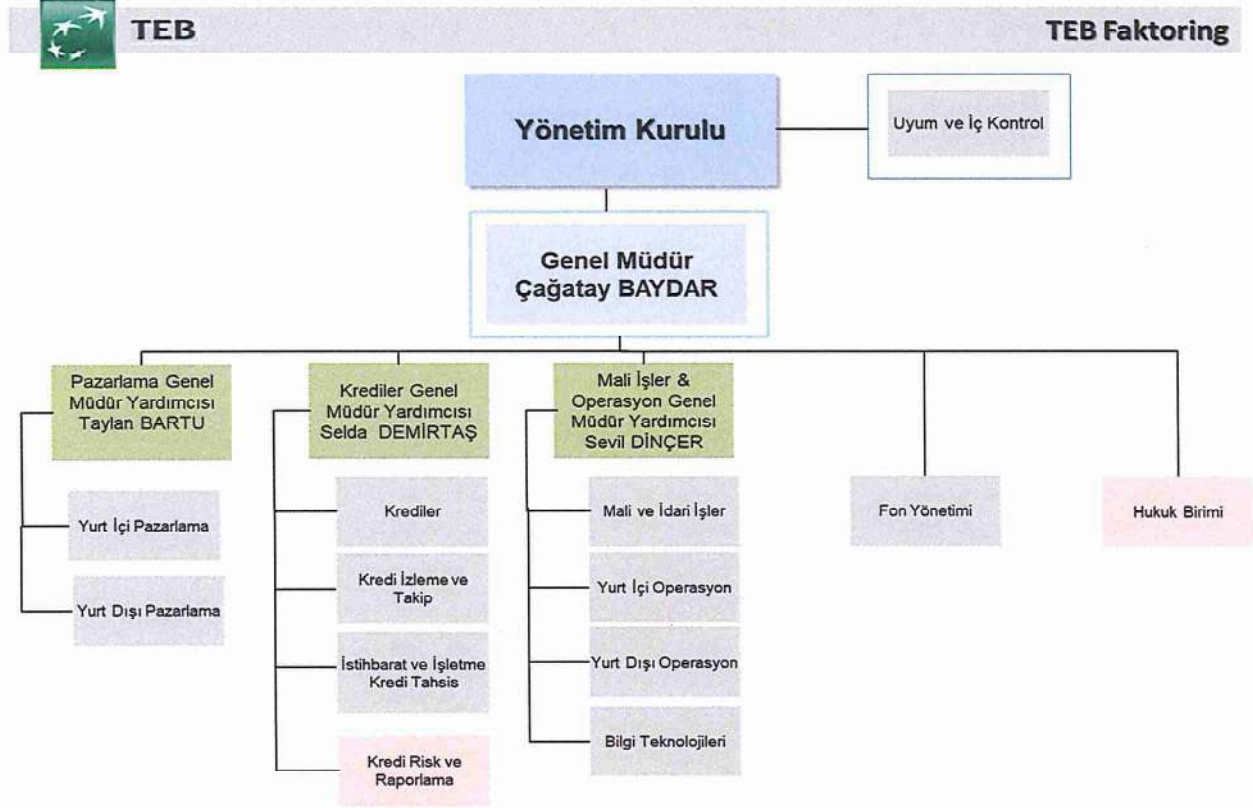 TEB
TEB Faktoring
Yönetim Kurulu
Uyum ve İç Kontrol
Genel Müdür
Çağatay BAYDAR
Pazarlama Genel
Müdür Yardımcısı
Taylan BARTU
Yurt İçi Pazarlama
Yurt Dışı Pazarlama
Krediler Genel
Müdür Yardımcısı
Selda DEMİRTAŞ
Krediler
Kredi İzleme ve
Takip
İstihbarat ve İşletme
Kredi Tahsis
Kredi Risk ve
Raporlama
Mali İşler &
Operasyon Genel
Müdür Yardımcısı
Sevil DİNÇER
Mali ve İdari İşler
Yurt İçi Operasyon
Yurt Dışı Operasyon
Bilgi Teknolojileri
Fon Yönetimi
Hukuk Birimi